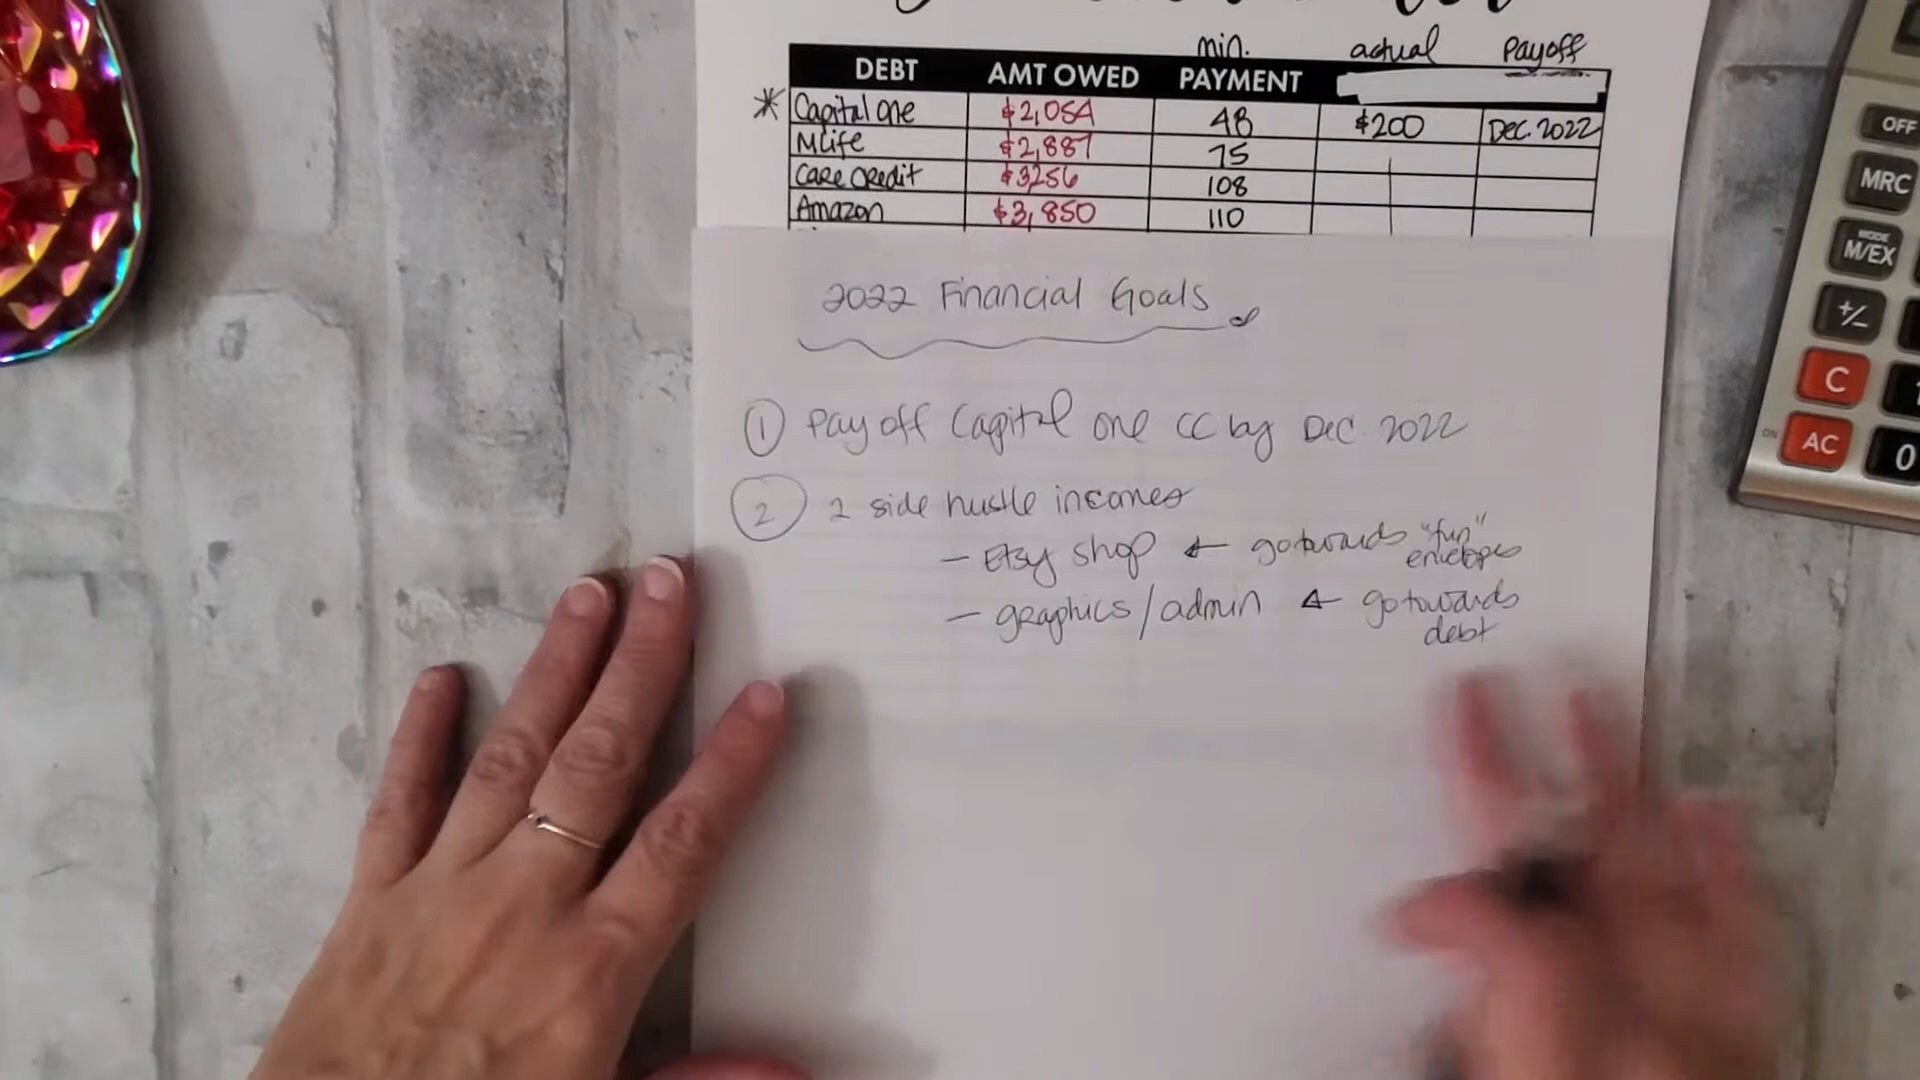 min. actual payoff
DEBT AMT OWED PAYMENT
* Capital one $2,054 48 $200 Dec. 2022
Mlife $2,887 75
Care Credit $3256 108
Amazon $3,850 110
2022 Financial Goals
1 Pay off Capital one CC by Dec 2022
2 2 side hustle incomes
- Etsy shop ← go towards "fun"
envelopes
- graphics/admin ← go towards
debt
OFF
MRC
MODE
M/EX
+/-
C
ON AC 0